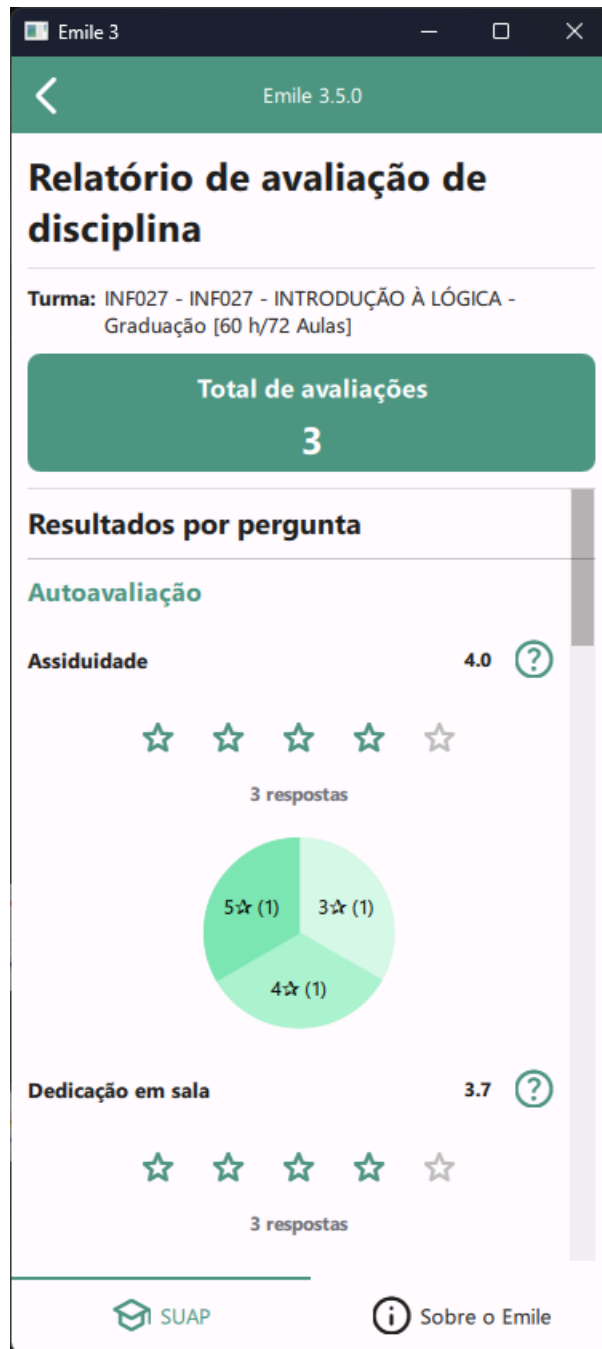 Emile 3
Emile 3.5.0
Relatório de avaliação de
disciplina
Turma: INF027 - INF027 - INTRODUÇÃO À LÓGICA -
Graduação [60 h/72 Aulas]
Total de avaliações
3
Resultados por pergunta
Autoavaliação
Assiduidade 4.0
3 respostas
5☆ (1) 3☆ (1)
4☆ (1)
Dedicação em sala 3.7
3 respostas
SUAP Sobre o Emile